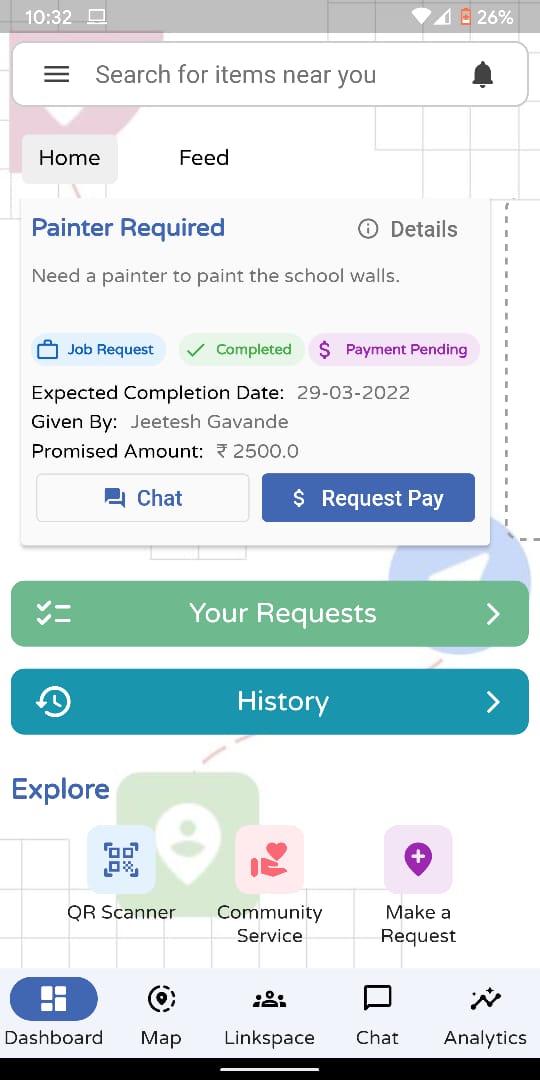 10:32 26%
Search for items near you
Home Feed
Painter Required Details
Need a painter to paint the school walls.
Job Request Completed $ Payment Pending
Expected Completion Date: 29-03-2022
Given By: Jeetesh Gavande
Promised Amount: ₹ 2500.0
Chat $ Request Pay
Your Requests
History
Explore
QR Scanner Community Make a
Service Request
Dashboard Map Linkspace Chat Analytics